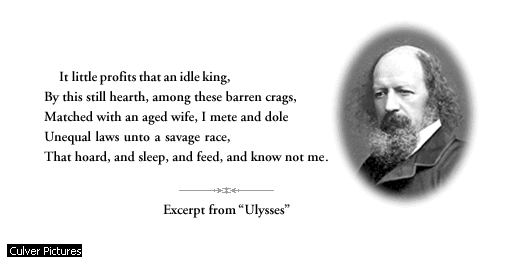 It little profits that an idle king,
By this still hearth, among these barren crags,
Matched with an aged wife, I mete and dole
Unequal laws unto a savage race,
That hoard, and sleep, and feed, and know not me.
Excerpt from “Ulysses”
Culver Pictures